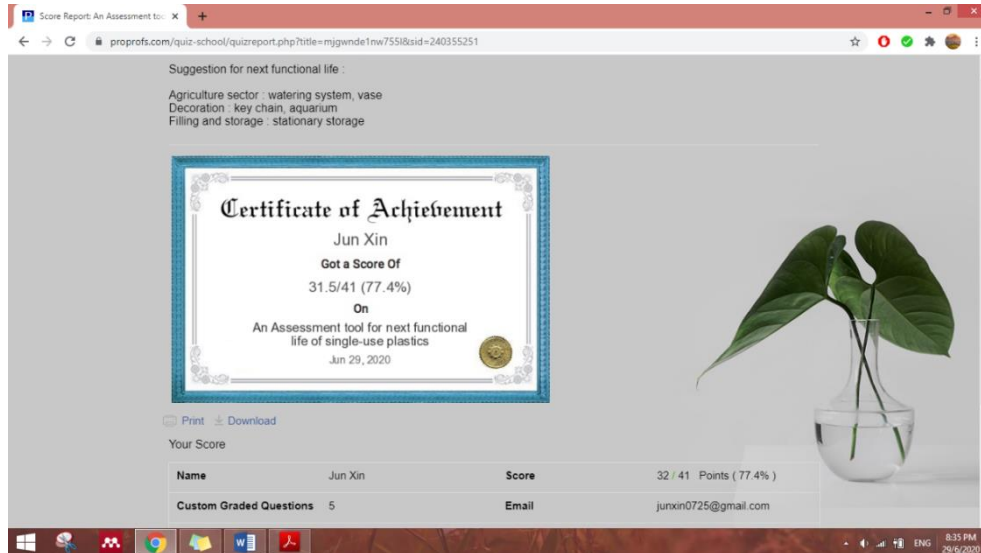 Score Report: An Assessment too
proprofs.com/quiz-school/quizreport.php?title=mjgwnde1nw755l&sid=240355251
Suggestion for next functional life :
Agriculture sector : watering system, vase
Decoration : key chain, aquarium
Filling and storage : stationary storage
Certificate of Achievement
Jun Xin
Got a Score Of
31.5/41 (77.4%)
On
An Assessment tool for next functional
life of single-use plastics
Jun 29, 2020
Print Download
Your Score
Name Jun Xin Score 32 / 41 Points ( 77.4% )
Custom Graded Questions 5 Email junxin0725@gmail.com
ENG 8:35 PM
29/6/2020